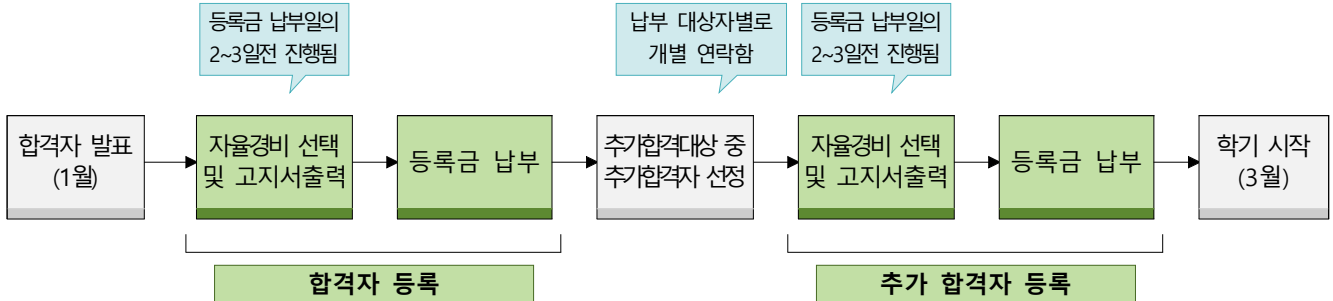 등록금 납부일의
2~3일전 진행됨
납부 대상자별로
개별 연락함
등록금 납부일의
2~3일전 진행됨
합격자 발표
(1월)
자율경비 선택
및 고지서출력
등록금 납부
추가합격대상 중
추가합격자 선정
자율경비 선택
및 고지서출력
등록금 납부
학기 시작
(3월)
합격자 등록
추가 합격자 등록